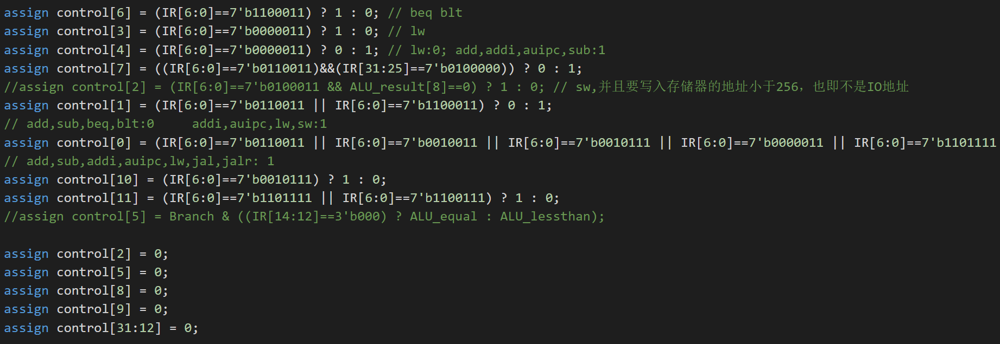 assign control[6] = (IR[6:0]==7'b1100011) ? 1 : 0; // beq blt
assign control[3] = (IR[6:0]==7'b0000011) ? 1 : 0; // lw
assign control[4] = (IR[6:0]==7'b0000011) ? 0 : 1; // lw:0; add,addi,auipc,sub:1
assign control[7] = ((IR[6:0]==7'b0110011)&&(IR[31:25]==7'b0100000)) ? 0 : 1;
//assign control[2] = (IR[6:0]==7'b0100011 && ALU_result[8]==0) ? 1 : 0; // sw,并且要写入存储器的地址小于256，也即不是IO地址
assign control[1] = (IR[6:0]==7'b0110011 || IR[6:0]==7'b1100011) ? 0 : 1;
// add,sub,beq,blt:0     addi,auipc,lw,sw:1
assign control[0] = (IR[6:0]==7'b0110011 || IR[6:0]==7'b0010011 || IR[6:0]==7'b0010111 || IR[6:0]==7'b0000011 || IR[6:0]==7'b1101111
// add,sub,addi,auipc,lw,jal,jalr: 1
assign control[10] = (IR[6:0]==7'b0010111) ? 1 : 0;
assign control[11] = (IR[6:0]==7'b1101111 || IR[6:0]==7'b1100111) ? 1 : 0;
//assign control[5] = Branch & ((IR[14:12]==3'b000) ? ALU_equal : ALU_lessthan);
assign control[2] = 0;
assign control[5] = 0;
assign control[8] = 0;
assign control[9] = 0;
assign control[31:12] = 0;